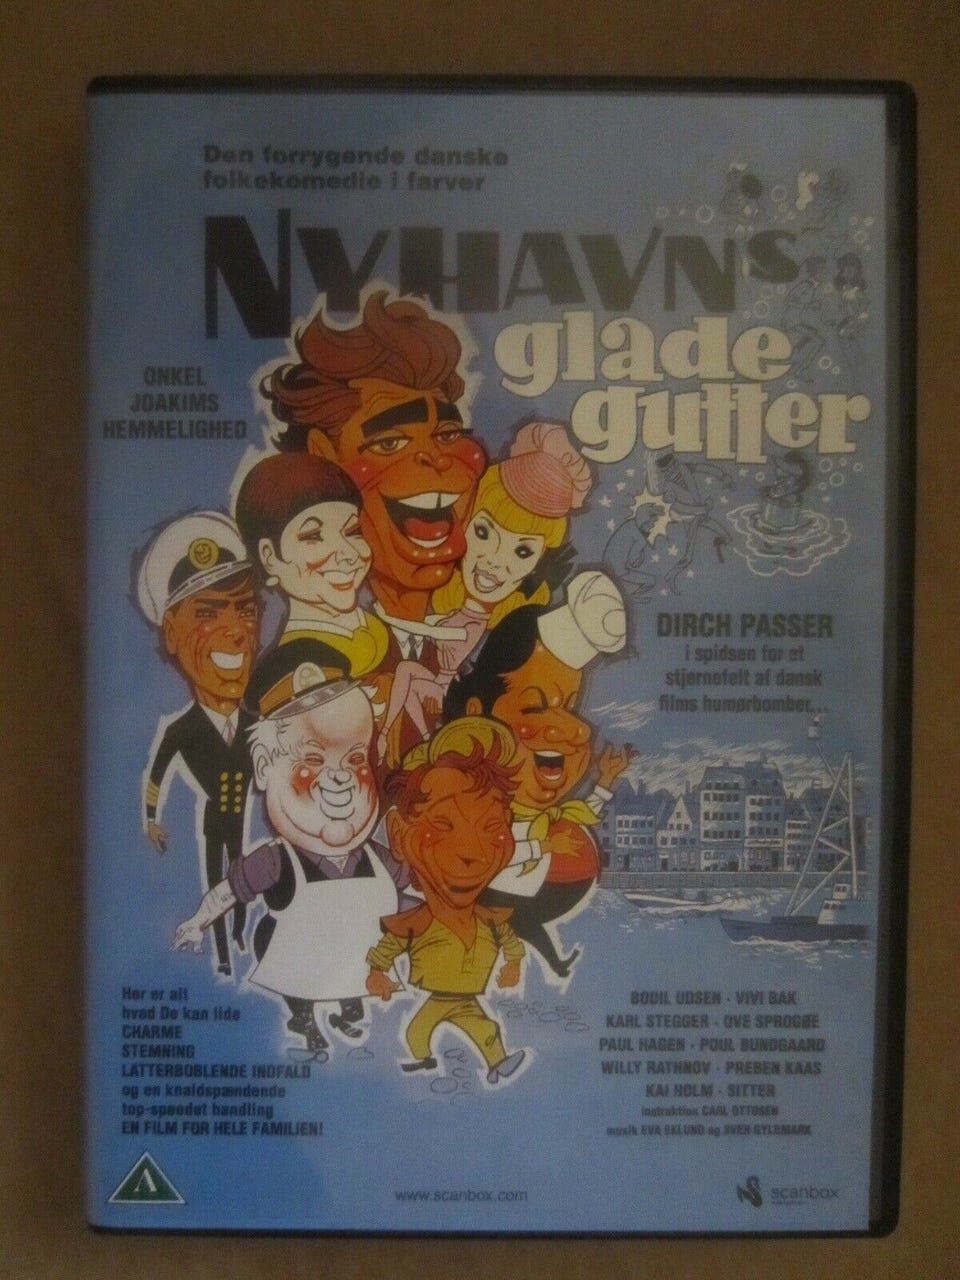 Den forrygende danske
folkekomedie i farver
NYHAVNS
glade
gutter
ONKEL
JOAKIMS
HEMMELIGHED
DIRCH PASSER
i spidsen for et
stjernefelt af dansk
films humørbomber...
Her er alt
hvad De kan lide
CHARME
STEMNING
LATTERBOBLENDE INDFALD
og en knaldspændende
top-speedet handling
EN FILM FOR HELE FAMILIEN!
BODIL UDSEN · VIVI BAK
KARL STEGGER · OVE SPROGØE
PAUL HAGEN · POUL BUNDGAARD
WILLY RATHNOV · PREBEN KAAS
KAI HOLM · SITTER
instruktion CARL OTTOSEN
musik EVA EKLUND og SVEN GYLDMARK
A
www.scanbox.com
scanbox